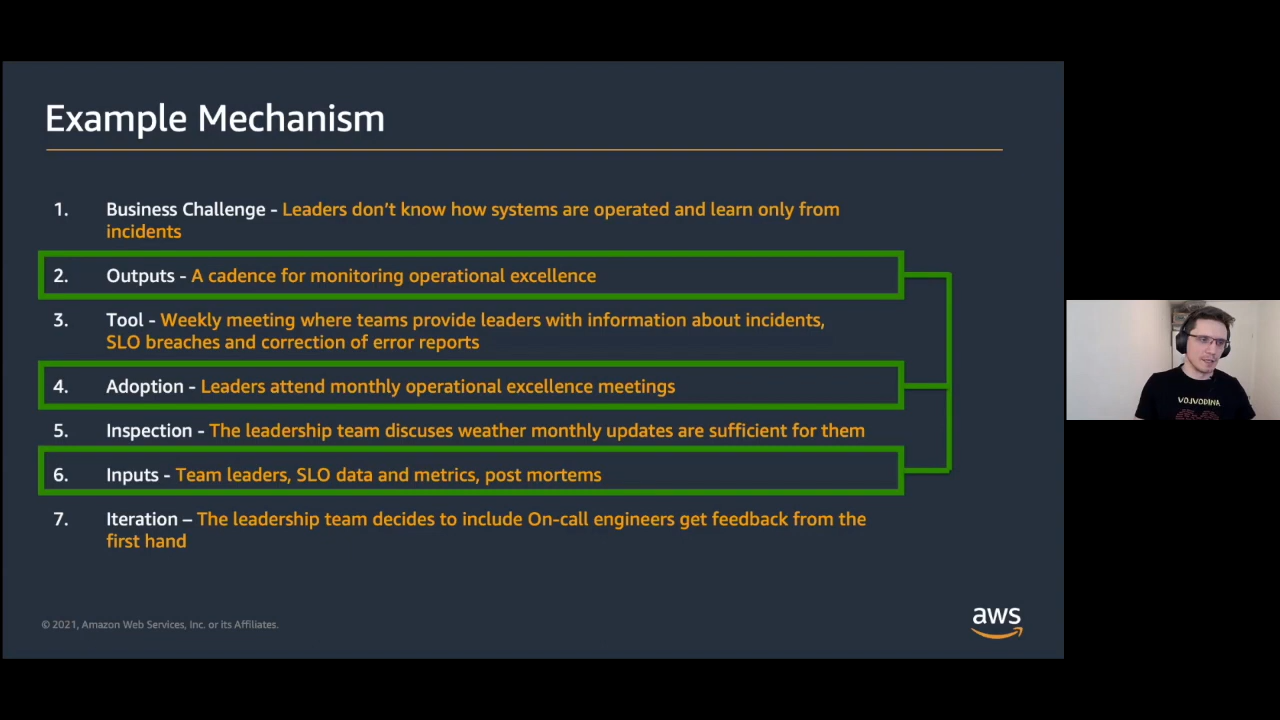 Example Mechanism
1. Business Challenge - Leaders don't know how systems are operated and learn only from
incidents
2. Outputs - A cadence for monitoring operational excellence
3. Tool - Weekly meeting where teams provide leaders with information about incidents,
SLO breaches and correction of error reports
4. Adoption - Leaders attend monthly operational excellence meetings
5. Inspection - The leadership team discuses weather monthly updates are sufficient for them
6. Inputs - Team leaders, SLO data and metrics, post mortems
7. Iteration – The leadership team decides to include On-call engineers get feedback from the
first hand
© 2021, Amazon Web Services, Inc. or its Affiliates.
aws
VOJVODINA